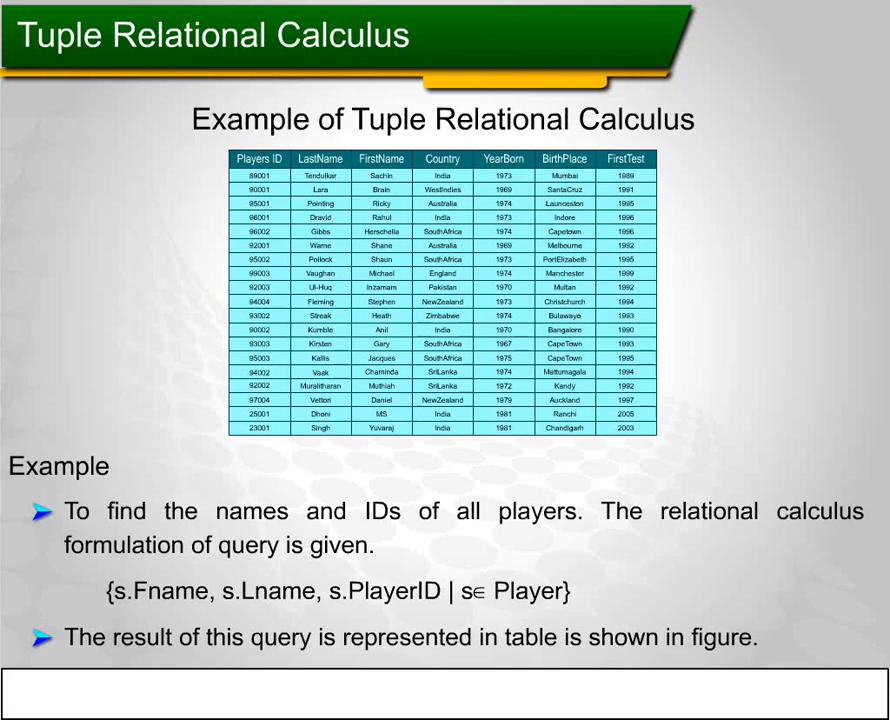 Tuple Relational Calculus
Example of Tuple Relational Calculus
Players ID LastName FirstName Country YearBorn BirthPlace FirstTest
89001 Tendulkar Sachin India 1973 Mumbai 1989
90001 Lara Brain WestIndies 1969 SantaCruz 1991
95001 Pointing Ricky Australia 1974 Launceston 1995
96001 Dravid Rahul India 1973 Indore 1996
96002 Gibbs Herschella SouthAfrica 1974 Capetown 1996
92001 Warne Shane Australia 1969 Melbourne 1992
95002 Pollock Shaun SouthAfrica 1973 PortElizabeth 1995
99003 Vaughan Michael England 1974 Manchester 1999
92003 Ul-Huq Inzamam Pakistan 1970 Multan 1992
94004 Fleming Stephen NewZealand 1973 Christchurch 1994
93002 Streak Heath Zimbabwe 1974 Bulawayo 1993
90002 Kumble Anil India 1970 Bangalore 1990
93003 Kirsten Gary SouthAfrica 1967 CapeTown 1993
95003 Kallis Jacques SouthAfrica 1975 CapeTown 1995
94002 Vaak Chaminda SriLanka 1974 Mattumagala 1994
92002 Muralitharan Muthiah SriLanka 1972 Kandy 1992
97004 Vettori Daniel NewZealand 1979 Auckland 1997
25001 Dhoni MS India 1981 Ranchi 2005
23001 Singh Yuvaraj India 1981 Chandigarh 2003
Example
To find the names and IDs of all players. The relational calculus
formulation of query is given.
{s.Fname, s.Lname, s.PlayerID | s∈ Player}
The result of this query is represented in table is shown in figure.